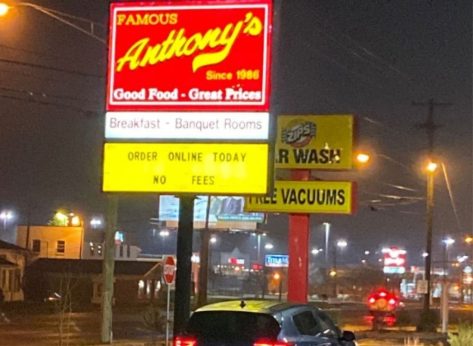 FAMOUS
Anthony's
Since 1986
Good Food - Great Prices
Breakfast - Banquet Rooms
ORDER ONLINE TODAY
NO FEES
ZIPS
R WASH
FREE VACUUMS